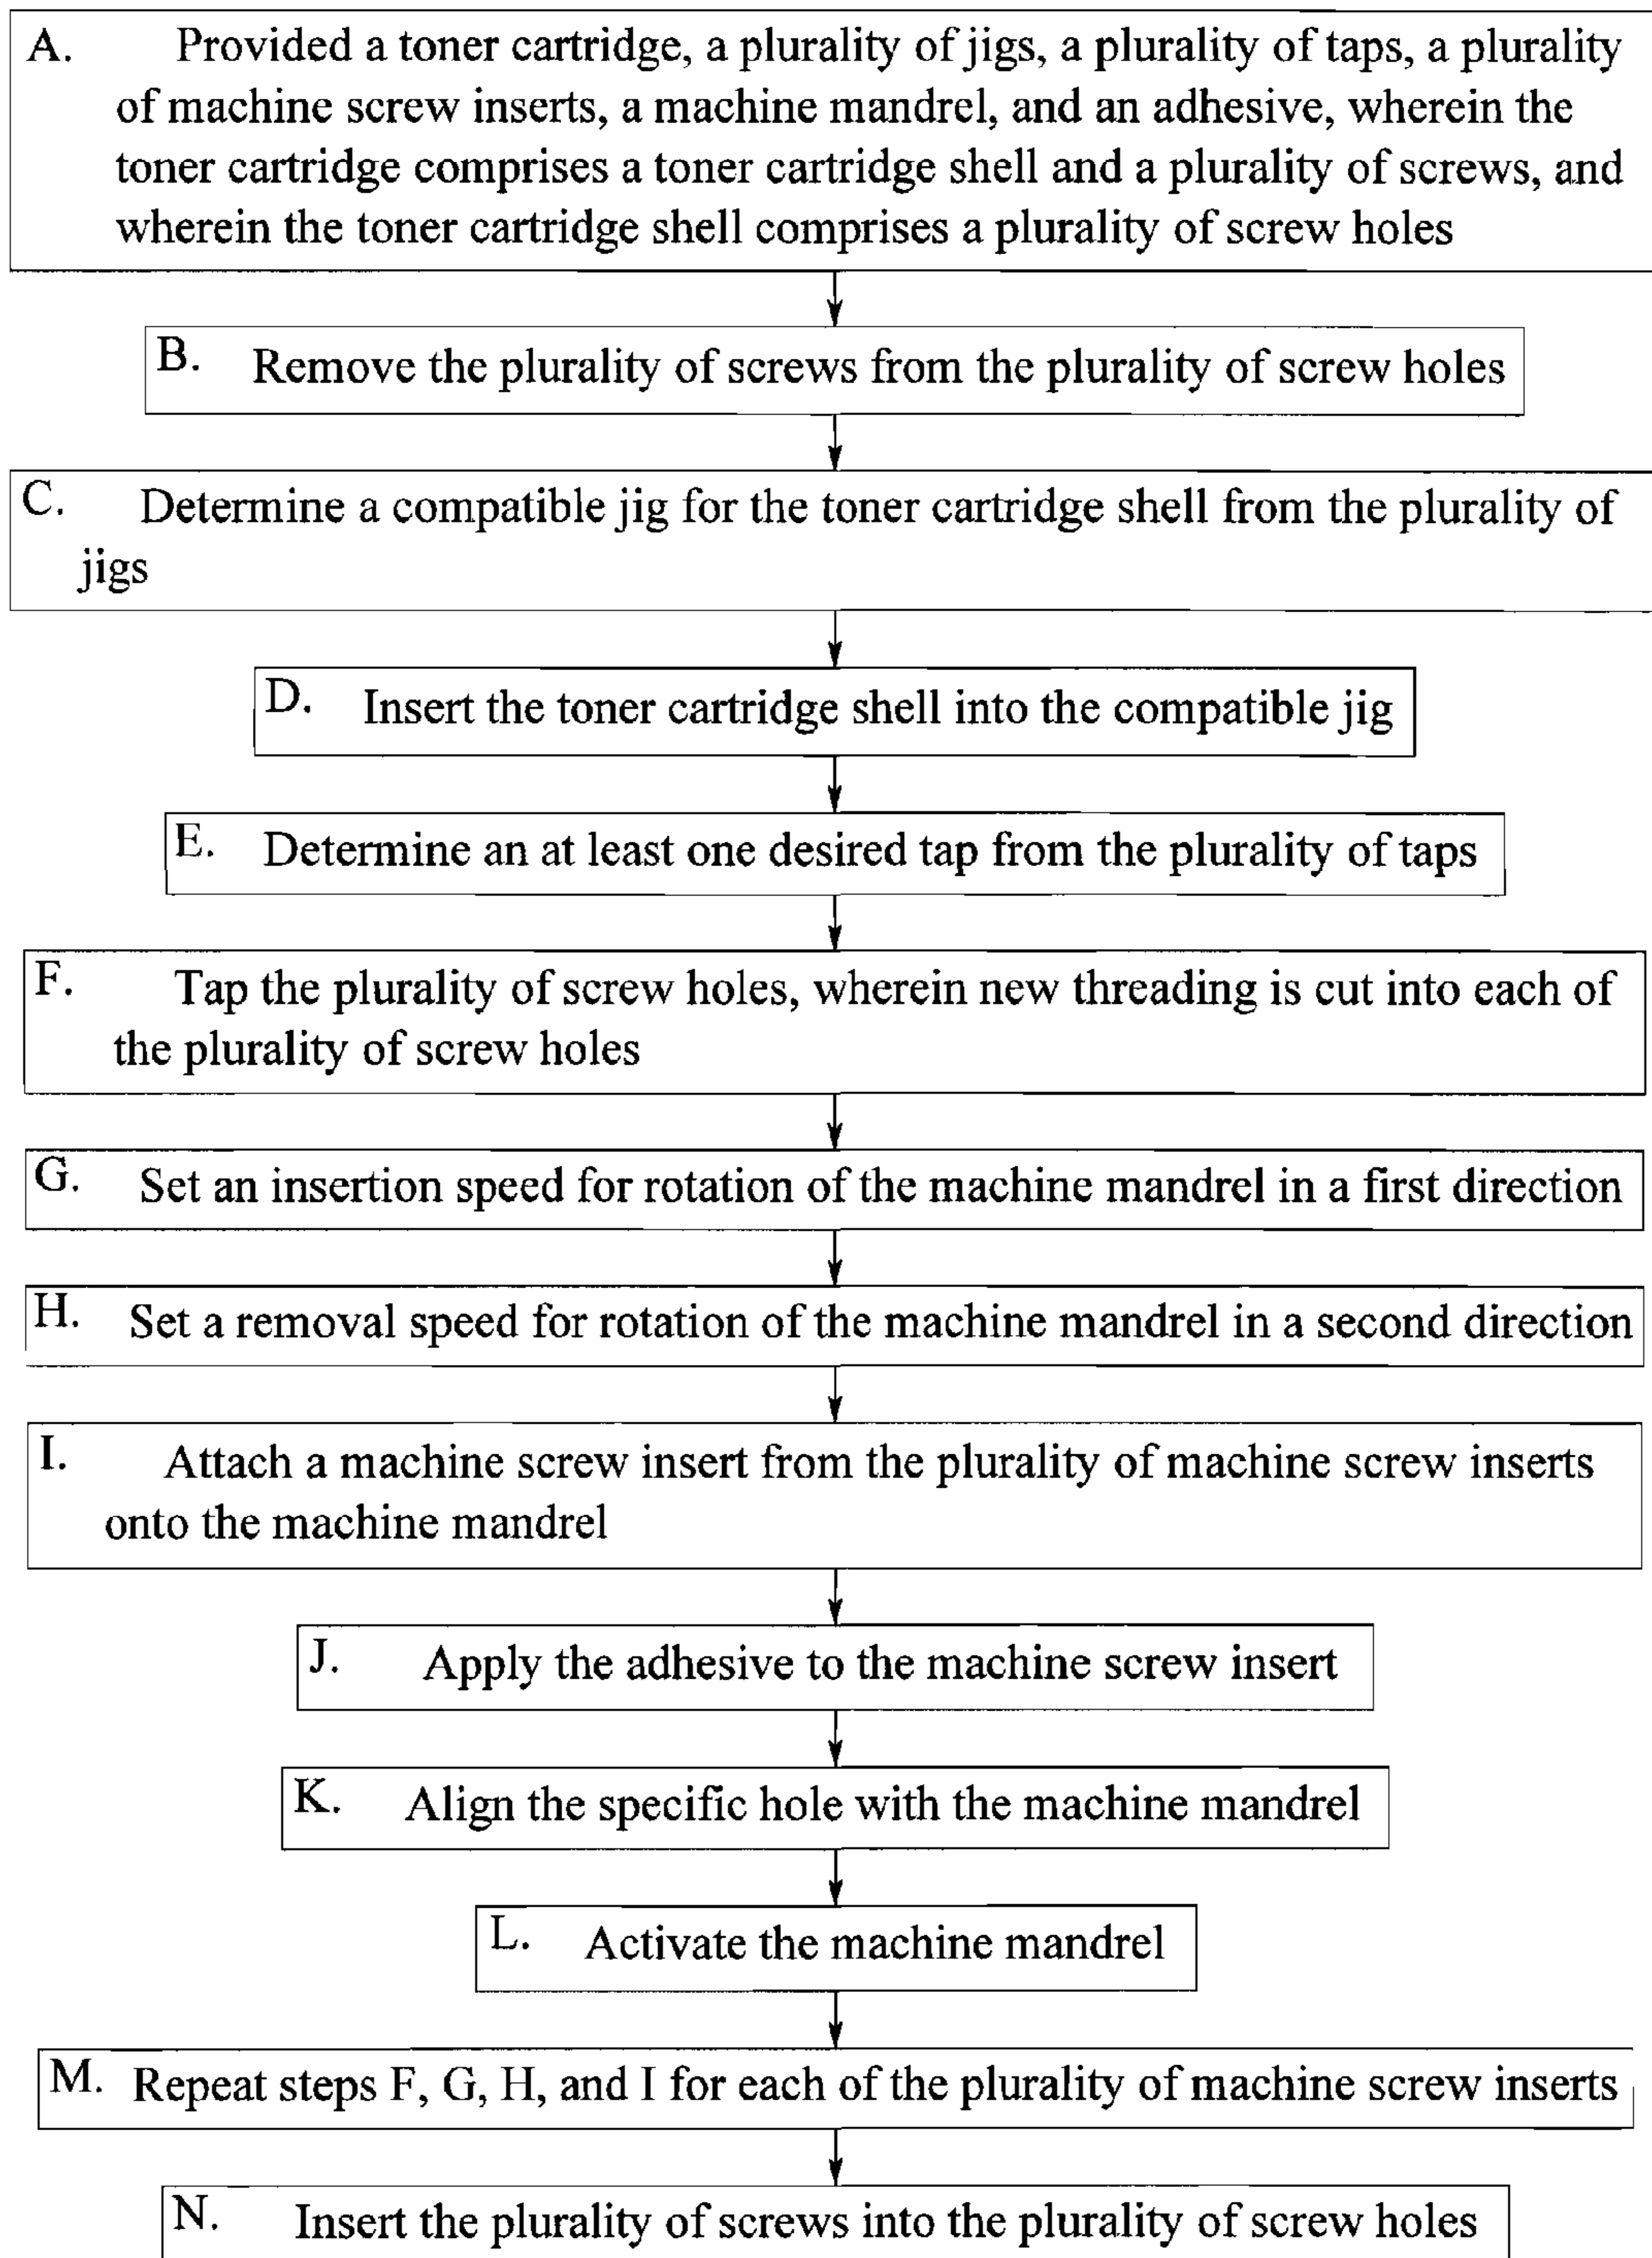 A. Provided a toner cartridge, a plurality of jigs, a plurality of taps, a plurality
of machine screw inserts, a machine mandrel, and an adhesive, wherein the
toner cartridge comprises a toner cartridge shell and a plurality of screws, and
wherein the toner cartridge shell comprises a plurality of screw holes
B. Remove the plurality of screws from the plurality of screw holes
C. Determine a compatible jig for the toner cartridge shell from the plurality of
jigs
D. Insert the toner cartridge shell into the compatible jig
E. Determine an at least one desired tap from the plurality of taps
F. Tap the plurality of screw holes, wherein new threading is cut into each of
the plurality of screw holes
G. Set an insertion speed for rotation of the machine mandrel in a first direction
H. Set a removal speed for rotation of the machine mandrel in a second direction
I. Attach a machine screw insert from the plurality of machine screw inserts
onto the machine mandrel
J. Apply the adhesive to the machine screw insert
K. Align the specific hole with the machine mandrel
L. Activate the machine mandrel
M. Repeat steps F, G, H, and I for each of the plurality of machine screw inserts
N. Insert the plurality of screws into the plurality of screw holes